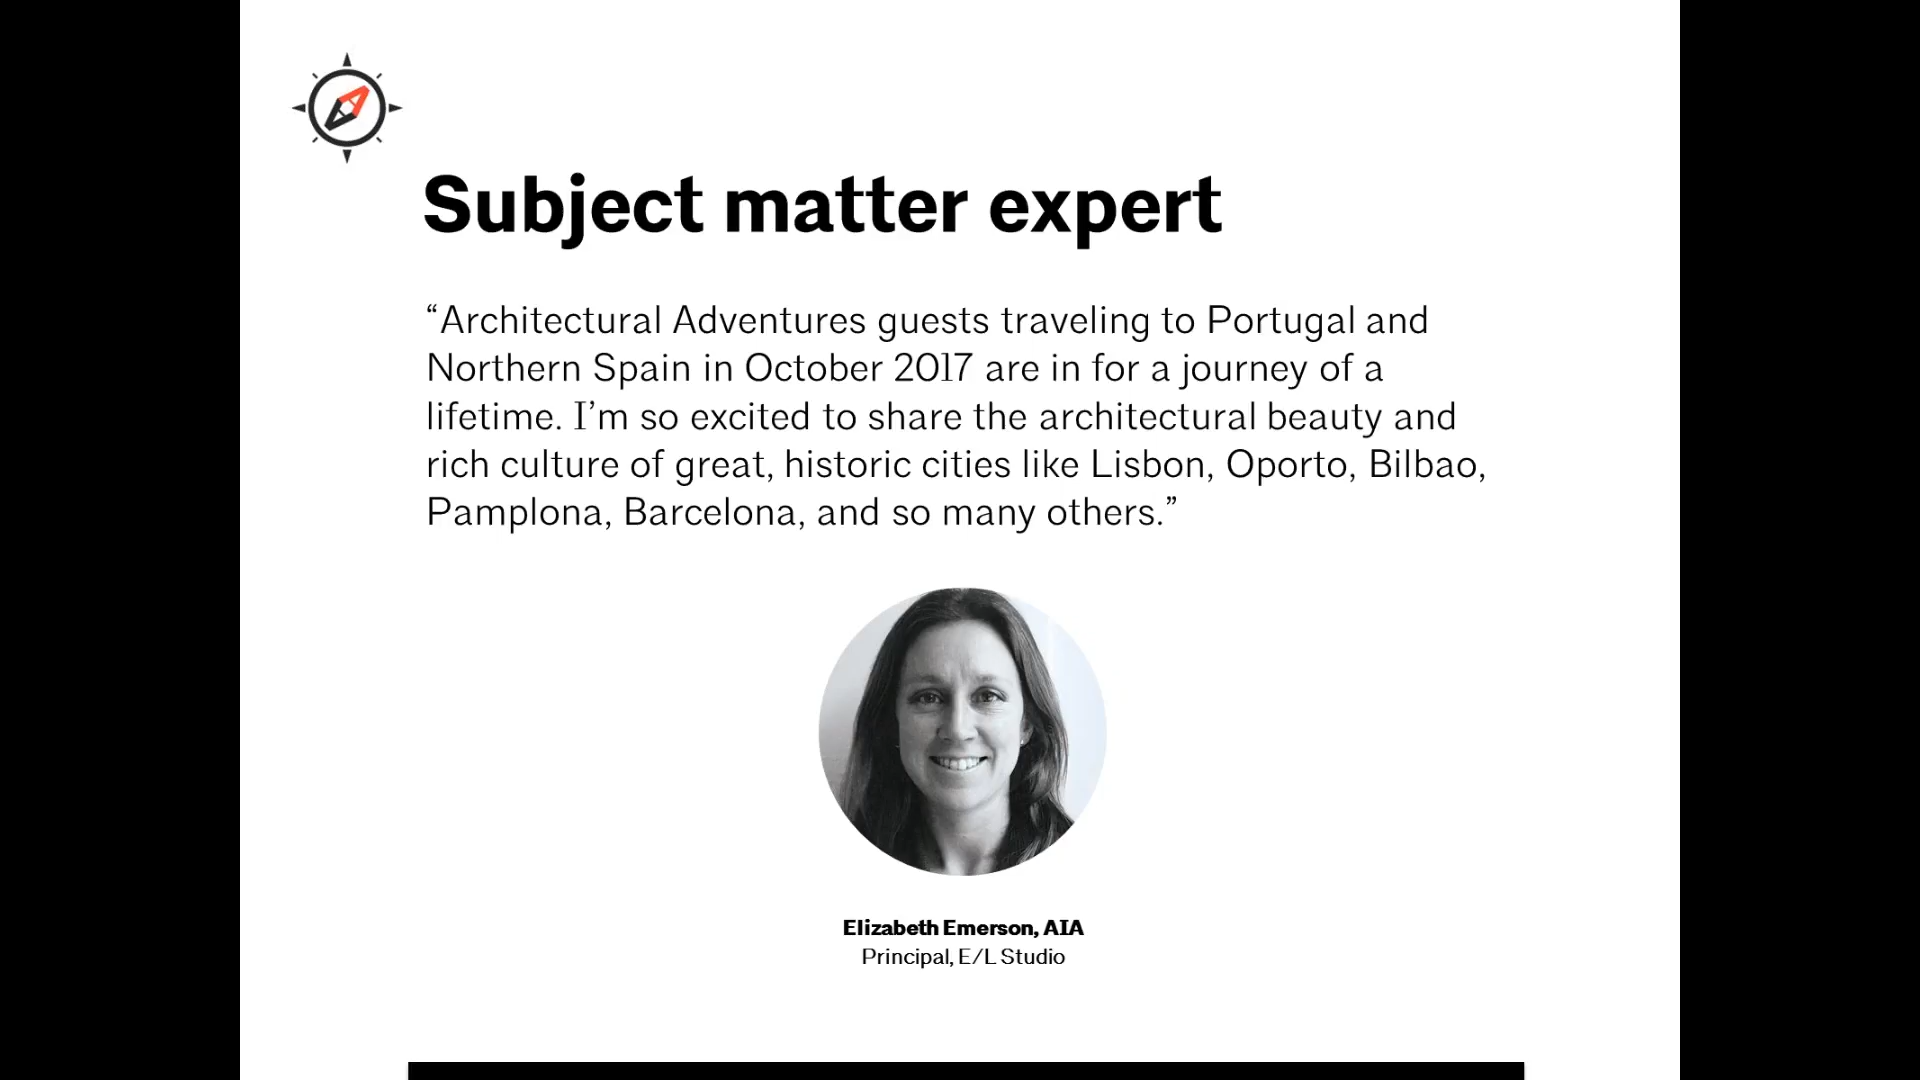 Subject matter expert
“Architectural Adventures guests traveling to Portugal and
Northern Spain in October 2017 are in for a journey of a
lifetime. I’m so excited to share the architectural beauty and
rich culture of great, historic cities like Lisbon, Oporto, Bilbao,
Pamplona, Barcelona, and so many others.”
Elizabeth Emerson, AIA
Principal, E/L Studio